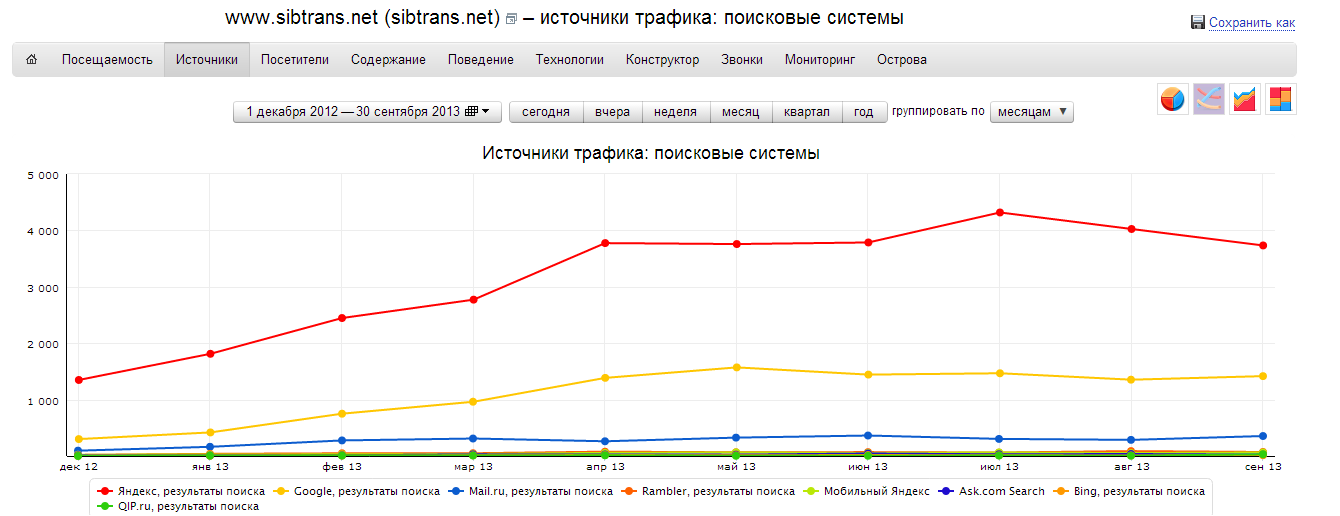 www.sibtrans.net (sibtrans.net) – источники трафика: поисковые системы
Сохранить как
Посещаемость Источники Посетители Содержание Поведение Технологии Конструктор Звонки Мониторинг Острова
1 декабря 2012 — 30 сентября 2013 сегодня вчера неделя месяц квартал год группировать по месяцам
Источники трафика: поисковые системы
5 000
4 000
3 000
2 000
1 000
дек 12 янв 13 фев 13 мар 13 апр 13 май 13 июн 13 июл 13 авг 13 сен 13
Яндекс, результаты поиска Google, результаты поиска Mail.ru, результаты поиска Rambler, результаты поиска Мобильный Яндекс Ask.com Search Bing, результаты поиска
QIP.ru, результаты поиска